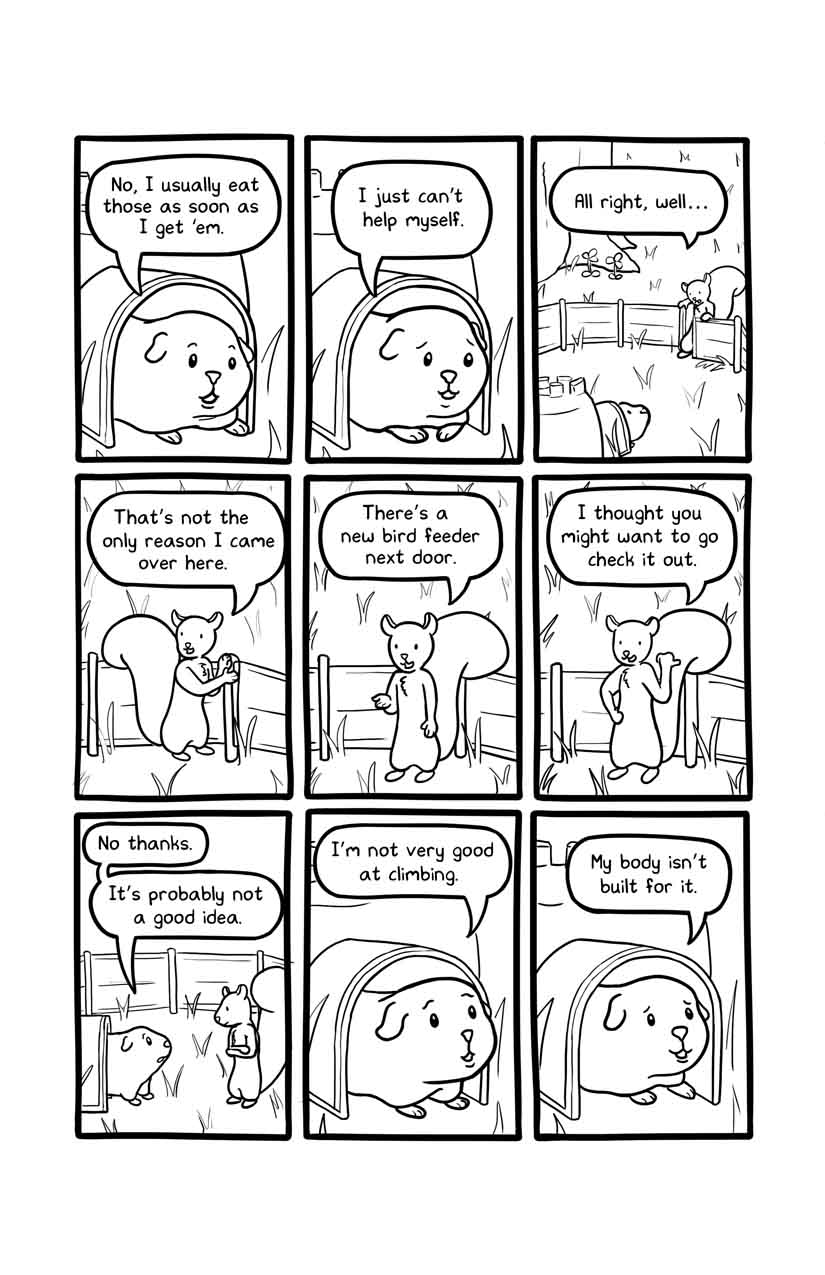 No, I usually eat
those as soon as
I get 'em.
I just can't
help myself.
All right, well...
That's not the
only reason I came
over here.
There's a
new bird feeder
next door.
I thought you
might want to go
check it out.
No thanks.
It's probably not
a good idea.
I'm not very good
at climbing.
My body isn't
built for it.